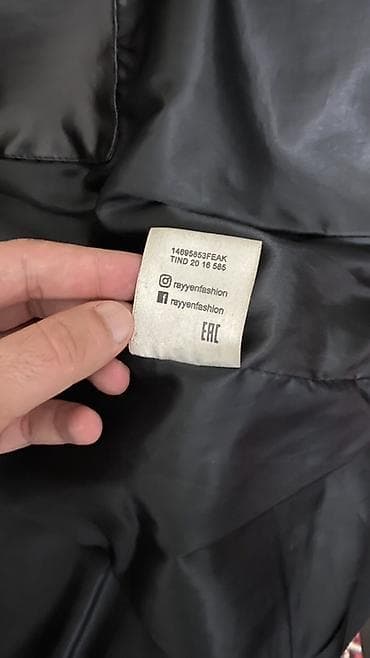 14695853FEAK
TIND 20 16 585
rayyenfashion
rayyenfashion
EAC